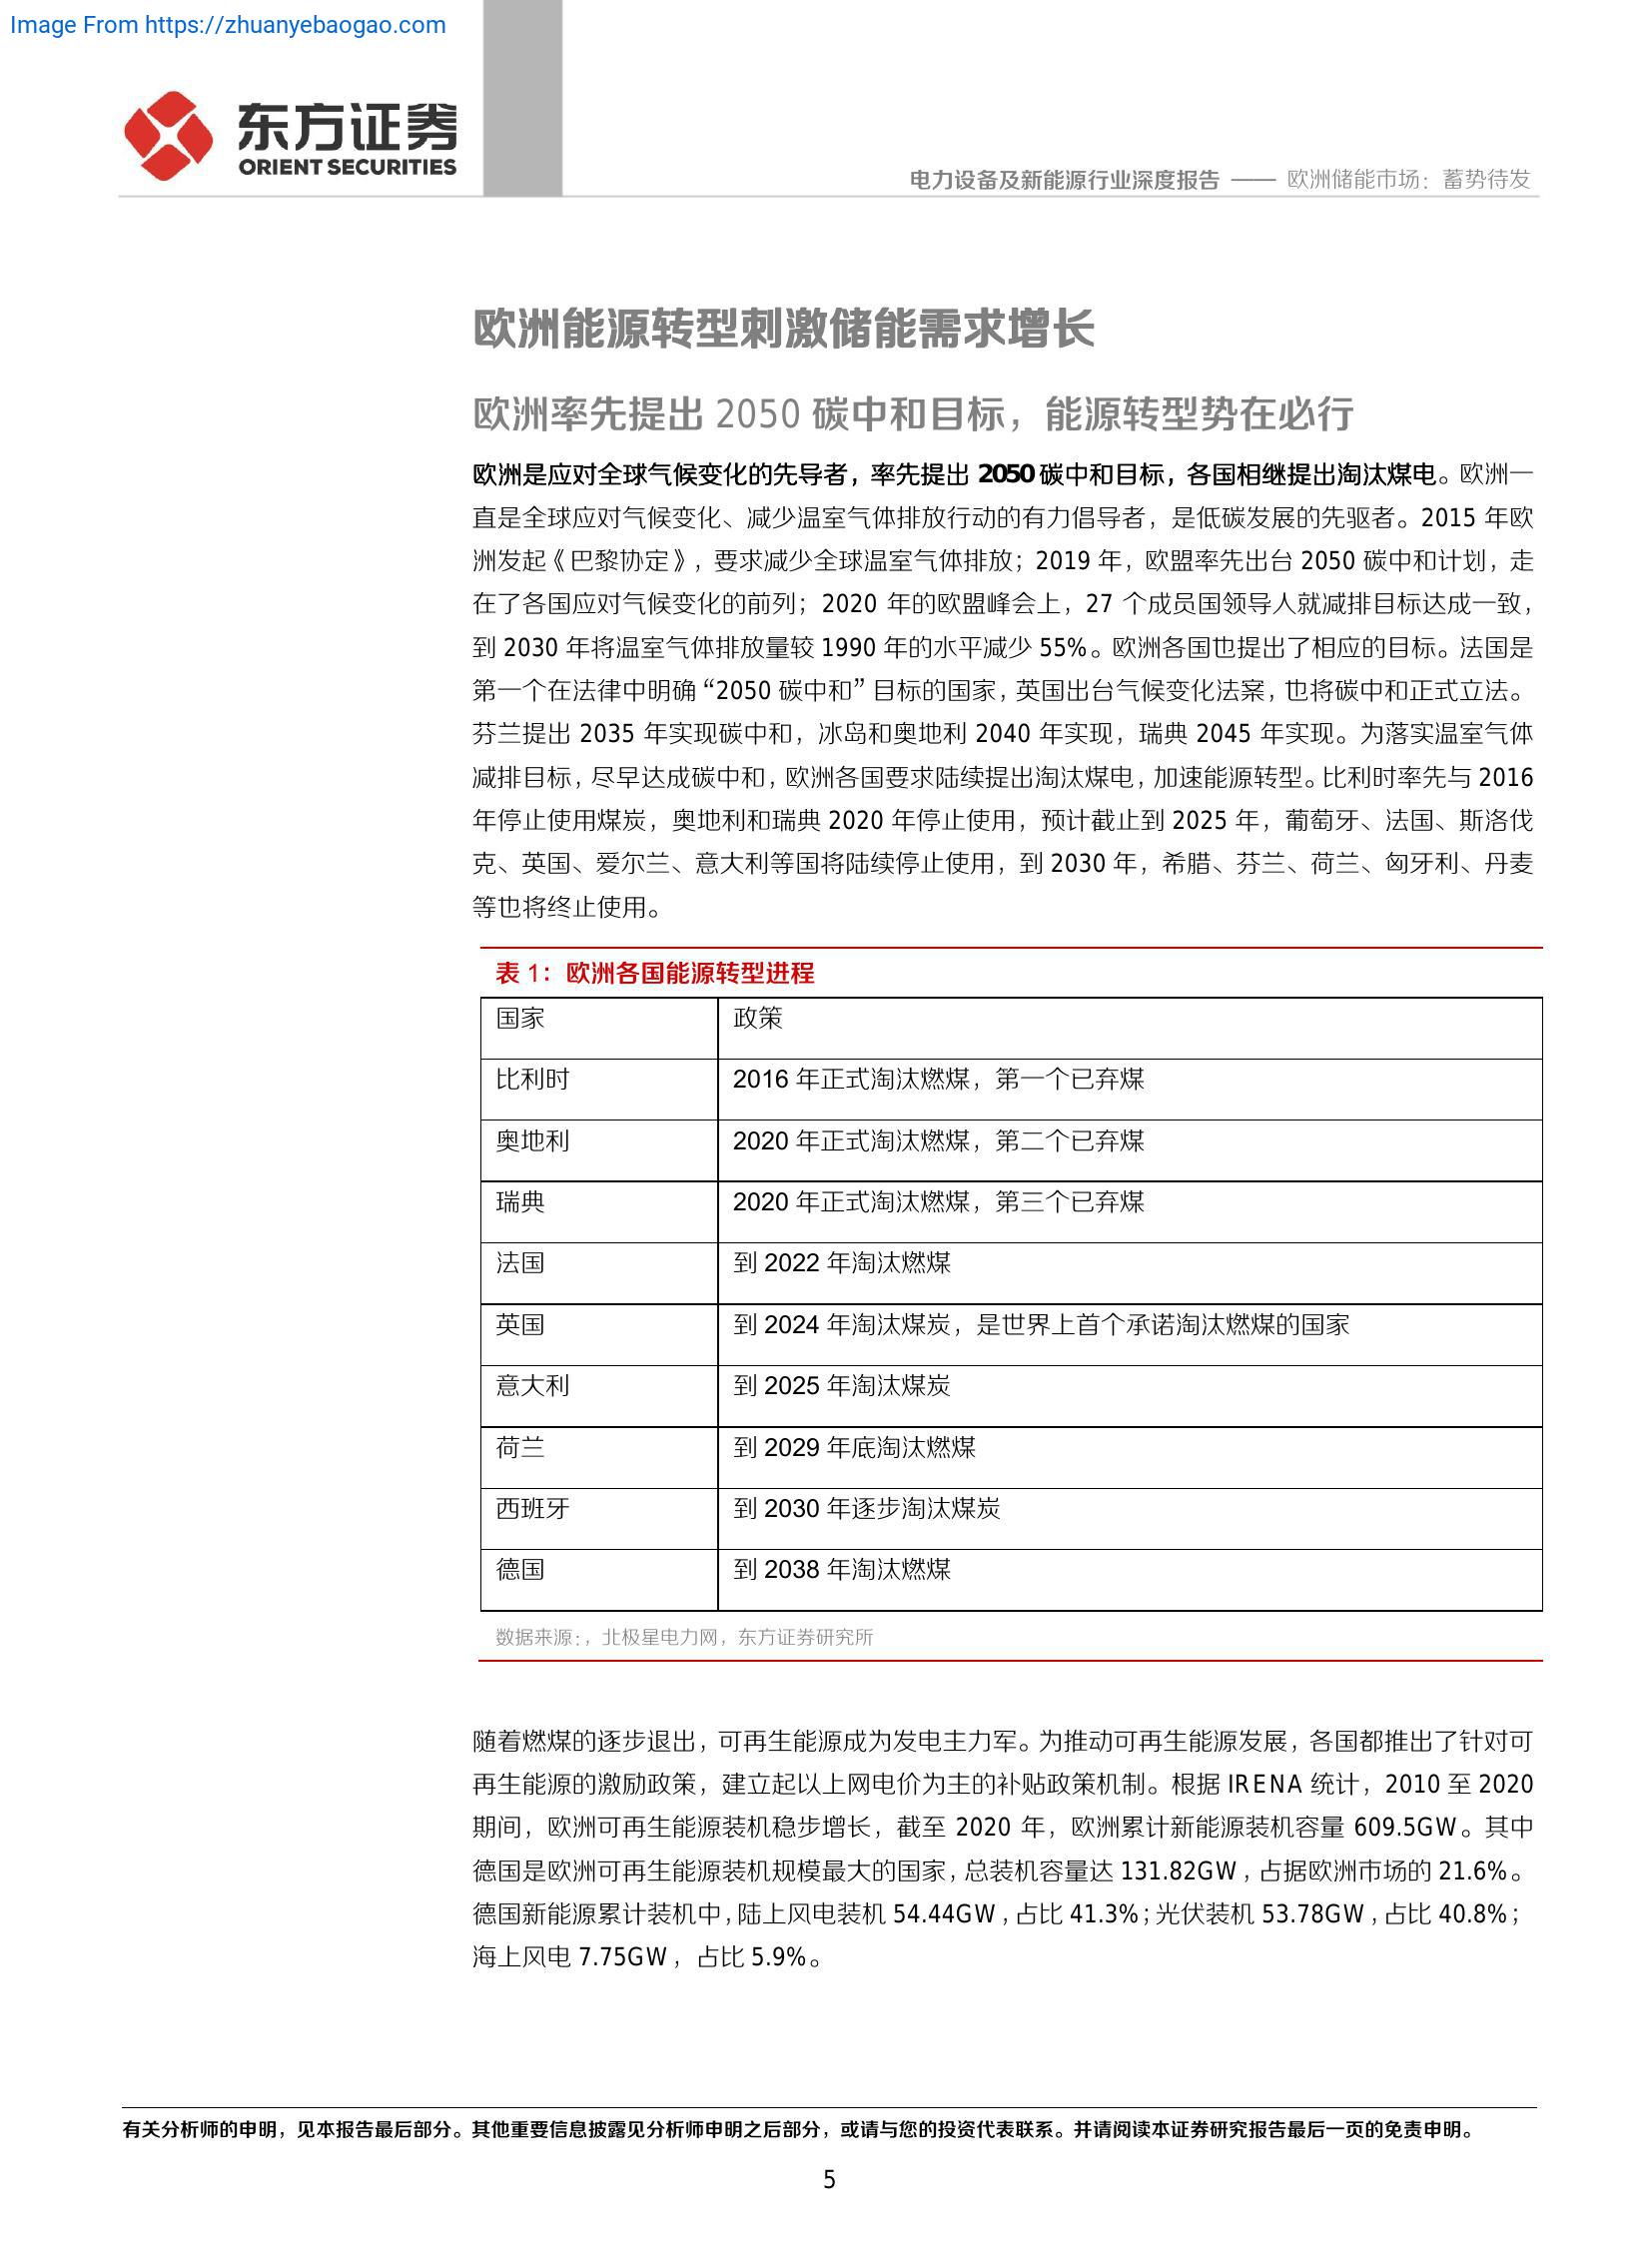 Image From https://zhuanyebaogao.com
东方证券
ORIENT SECURITIES
电力设备及新能源行业深度报告 —— 欧洲储能市场：蓄势待发
欧洲能源转型刺激储能需求增长
欧洲率先提出 2050 碳中和目标，能源转型势在必行
欧洲是应对全球气候变化的先导者，率先提出 2050 碳中和目标，各国相继提出淘汰煤电。欧洲一
直是全球应对气候变化、减少温室气体排放行动的有力倡导者，是低碳发展的先驱者。2015 年欧
洲发起《巴黎协定》，要求减少全球温室气体排放；2019 年，欧盟率先出台 2050 碳中和计划，走
在了各国应对气候变化的前列；2020 年的欧盟峰会上，27 个成员国领导人就减排目标达成一致，
到 2030 年将温室气体排放量较 1990 年的水平减少 55%。欧洲各国也提出了相应的目标。法国是
第一个在法律中明确“2050 碳中和”目标的国家，英国出台气候变化法案，也将碳中和正式立法。
芬兰提出 2035 年实现碳中和，冰岛和奥地利 2040 年实现，瑞典 2045 年实现。为落实温室气体
减排目标，尽早达成碳中和，欧洲各国要求陆续提出淘汰煤电，加速能源转型。比利时率先与 2016
年停止使用煤炭，奥地利和瑞典 2020 年停止使用，预计截止到 2025 年，葡萄牙、法国、斯洛伐
克、英国、爱尔兰、意大利等国将陆续停止使用，到 2030 年，希腊、芬兰、荷兰、匈牙利、丹麦
等也将终止使用。
表 1：欧洲各国能源转型进程
国家 政策
比利时 2016 年正式淘汰燃煤，第一个已弃煤
奥地利 2020 年正式淘汰燃煤，第二个已弃煤
瑞典 2020 年正式淘汰燃煤，第三个已弃煤
法国 到 2022 年淘汰燃煤
英国 到 2024 年淘汰煤炭，是世界上首个承诺淘汰燃煤的国家
意大利 到 2025 年淘汰煤炭
荷兰 到 2029 年底淘汰燃煤
西班牙 到 2030 年逐步淘汰煤炭
德国 到 2038 年淘汰燃煤
数据来源：，北极星电力网，东方证券研究所
随着燃煤的逐步退出，可再生能源成为发电主力军。为推动可再生能源发展，各国都推出了针对可
再生能源的激励政策，建立起以上网电价为主的补贴政策机制。根据 IRENA 统计，2010 至 2020
期间，欧洲可再生能源装机稳步增长，截至 2020 年，欧洲累计新能源装机容量 609.5GW。其中
德国是欧洲可再生能源装机规模最大的国家，总装机容量达 131.82GW，占据欧洲市场的 21.6%。
德国新能源累计装机中，陆上风电装机 54.44GW，占比 41.3%；光伏装机 53.78GW，占比 40.8%；
海上风电 7.75GW，占比 5.9%。
有关分析师的申明，见本报告最后部分。其他重要信息披露见分析师申明之后部分，或请与您的投资代表联系。并请阅读本证券研究报告最后一页的免责申明。
5